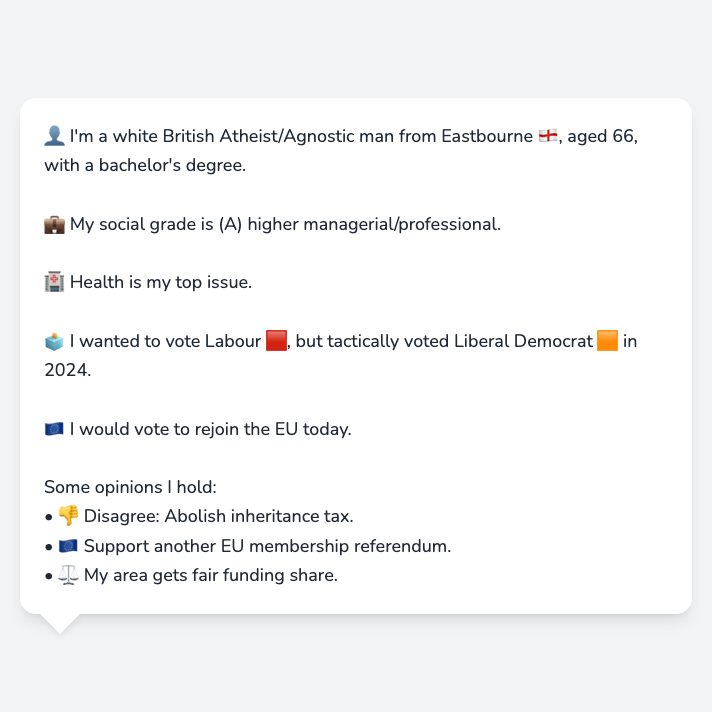 👤 I'm a white British Atheist/Agnostic man from Eastbourne 🏴󠁧󠁢󠁥󠁮󠁧󠁿, aged 66,
with a bachelor's degree.
💼 My social grade is (A) higher managerial/professional.
🏥 Health is my top issue.
🗳️ I wanted to vote Labour 🟥, but tactically voted Liberal Democrat 🟧 in
2024.
🇪🇺 I would vote to rejoin the EU today.
Some opinions I hold:
• 👎 Disagree: Abolish inheritance tax.
• 🇪🇺 Support another EU membership referendum.
• ⚖️ My area gets fair funding share.